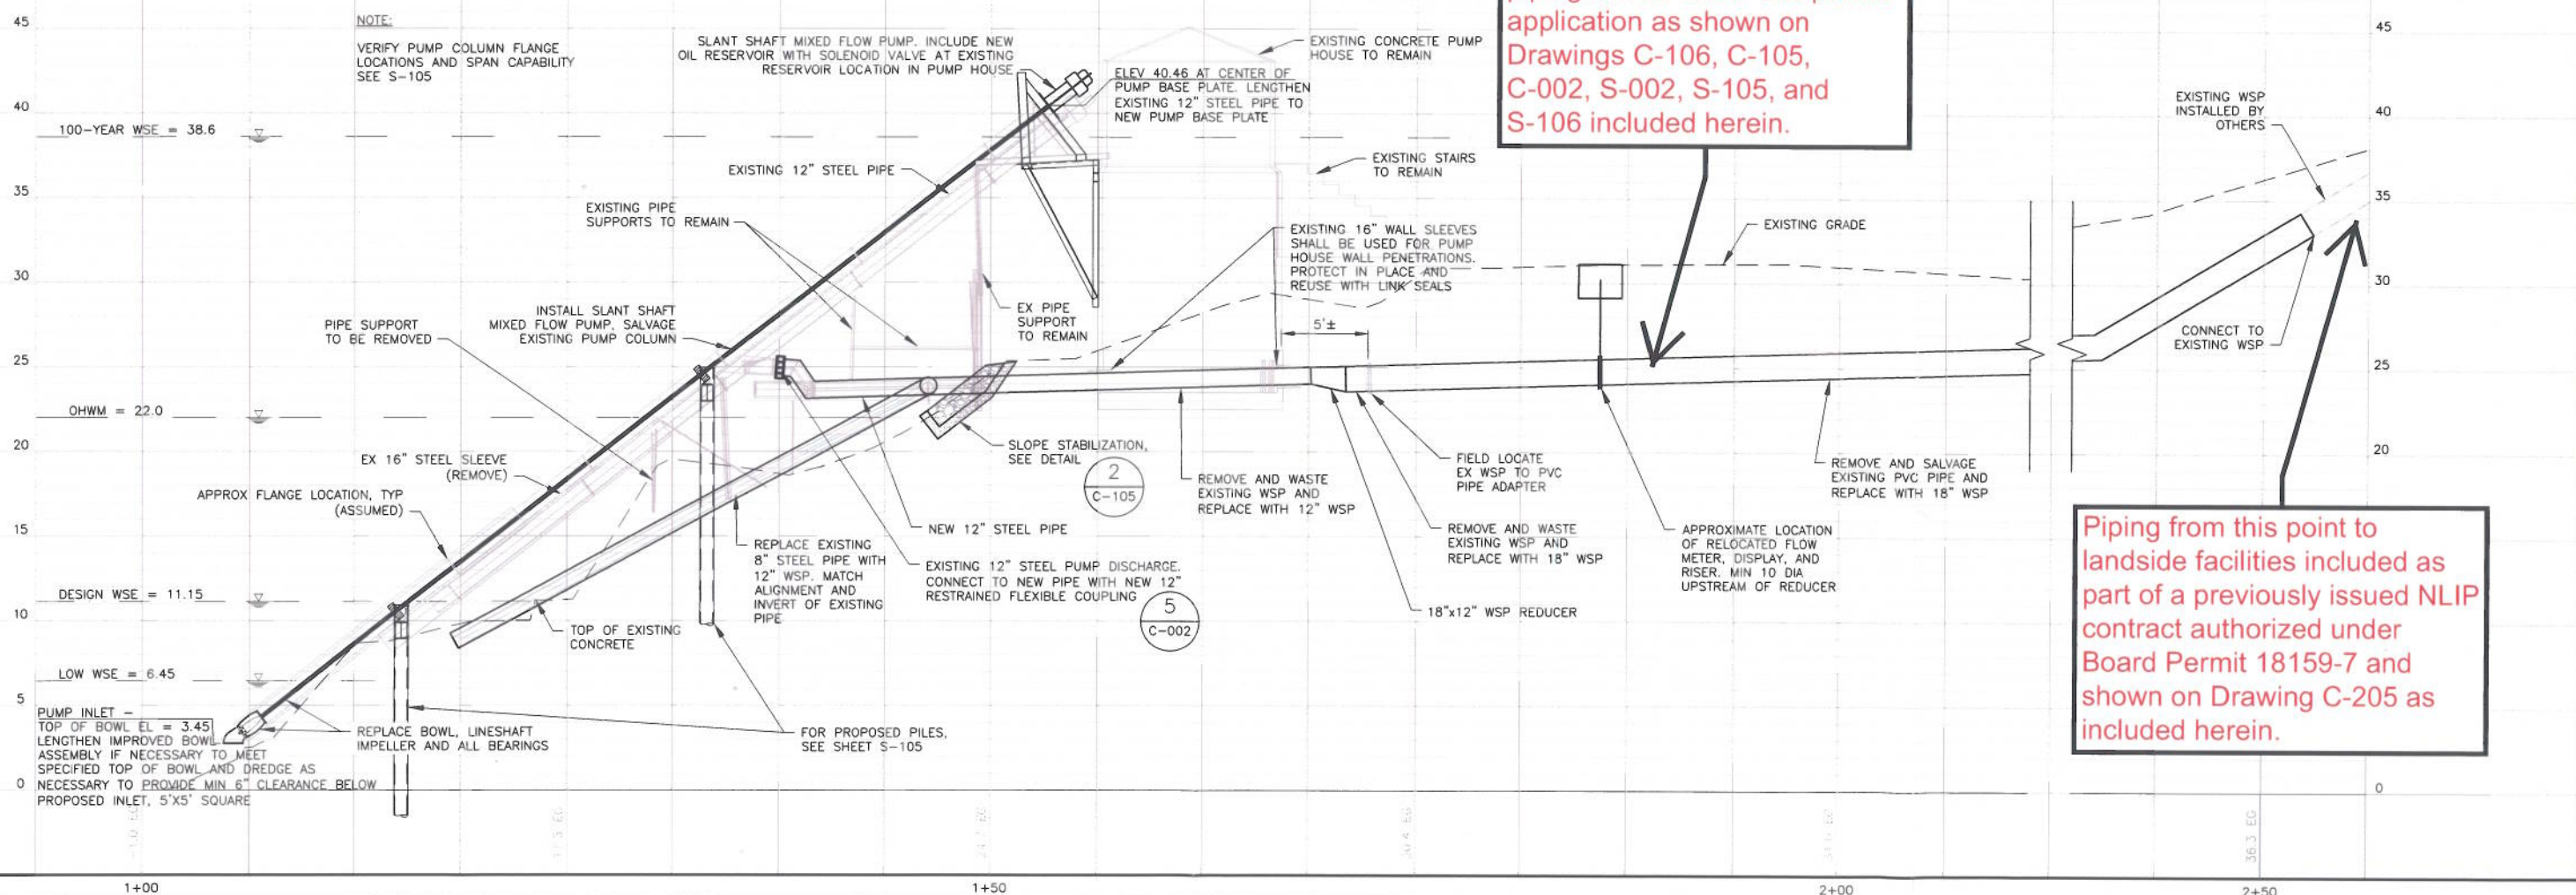 45
40
35
30
25
20
15
10
5
0
NOTE:
VERIFY PUMP COLUMN FLANGE
LOCATIONS AND SPAN CAPABILITY
SEE S-105
100-YEAR WSE = 38.6
OHWM = 22.0
DESIGN WSE = 11.15
LOW WSE = 6.45
SLANT SHAFT MIXED FLOW PUMP. INCLUDE NEW
OIL RESERVOIR WITH SOLENOID VALVE AT EXISTING
RESERVOIR LOCATION IN PUMP HOUSE
EXISTING CONCRETE PUMP
HOUSE TO REMAIN
ELEV 40.46 AT CENTER OF
PUMP BASE PLATE. LENGTHEN
EXISTING 12" STEEL PIPE TO
NEW PUMP BASE PLATE
EXISTING STAIRS
TO REMAIN
EXISTING 12" STEEL PIPE
EXISTING PIPE
SUPPORTS TO REMAIN
INSTALL SLANT SHAFT
MIXED FLOW PUMP, SALVAGE
EXISTING PUMP COLUMN
PIPE SUPPORT
TO BE REMOVED
EX PIPE
SUPPORT
TO REMAIN
EXISTING 16" WALL SLEEVES
SHALL BE USED FOR PUMP
HOUSE WALL PENETRATIONS.
PROTECT IN PLACE AND
REUSE WITH LINK SEALS
5'±
EXISTING GRADE
EX 16" STEEL SLEEVE
(REMOVE)
APPROX FLANGE LOCATION, TYP
(ASSUMED)
SLOPE STABILIZATION,
SEE DETAIL
2
C-105
NEW 12" STEEL PIPE
REPLACE EXISTING
8" STEEL PIPE WITH
12" WSP. MATCH
ALIGNMENT AND
INVERT OF EXISTING
PIPE
EXISTING 12" STEEL PUMP DISCHARGE.
CONNECT TO NEW PIPE WITH NEW 12"
RESTRAINED FLEXIBLE COUPLING
5
C-002
TOP OF EXISTING
CONCRETE
REMOVE AND WASTE
EXISTING WSP AND
REPLACE WITH 12" WSP
FIELD LOCATE
EX WSP TO PVC
PIPE ADAPTER
REMOVE AND WASTE
EXISTING WSP AND
REPLACE WITH 18" WSP
18"x12" WSP REDUCER
APPROXIMATE LOCATION
OF RELOCATED FLOW
METER, DISPLAY, AND
RISER. MIN 10 DIA
UPSTREAM OF REDUCER
REMOVE AND SALVAGE
EXISTING PVC PIPE AND
REPLACE WITH 18" WSP
PUMP INLET -
TOP OF BOWL EL = 3.45
LENGTHEN IMPROVED BOWL
ASSEMBLY IF NECESSARY TO MEET
SPECIFIED TOP OF BOWL AND DREDGE AS
NECESSARY TO PROVIDE MIN 6" CLEARANCE BELOW
PROPOSED INLET, 5'X5' SQUARE
REPLACE BOWL, LINESHAFT
IMPELLER AND ALL BEARINGS
FOR PROPOSED PILES,
SEE SHEET S-105
application as shown on
Drawings C-106, C-105,
C-002, S-002, S-105, and
S-106 included herein.
EXISTING WSP
INSTALLED BY
OTHERS
CONNECT TO
EXISTING WSP
45
40
35
30
25
20
0
Piping from this point to
landside facilities included as
part of a previously issued NLIP
contract authorized under
Board Permit 18159-7 and
shown on Drawing C-205 as
included herein.
36.3 EG
1+00
1+50
2+00
2+50